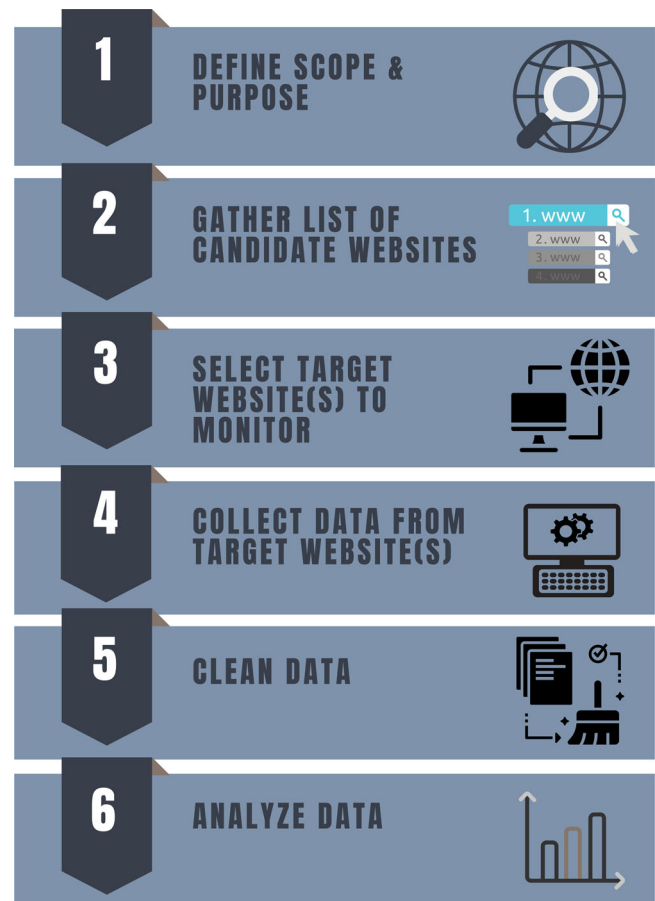 1
DEFINE SCOPE &
PURPOSE
2
GATHER LIST OF
CANDIDATE WEBSITES
1. www
2. www
3. www
4. www
3
SELECT TARGET
WEBSITE(S) TO
MONITOR
4
COLLECT DATA FROM
TARGET WEBSITE(S)
5
CLEAN DATA
6
ANALYZE DATA